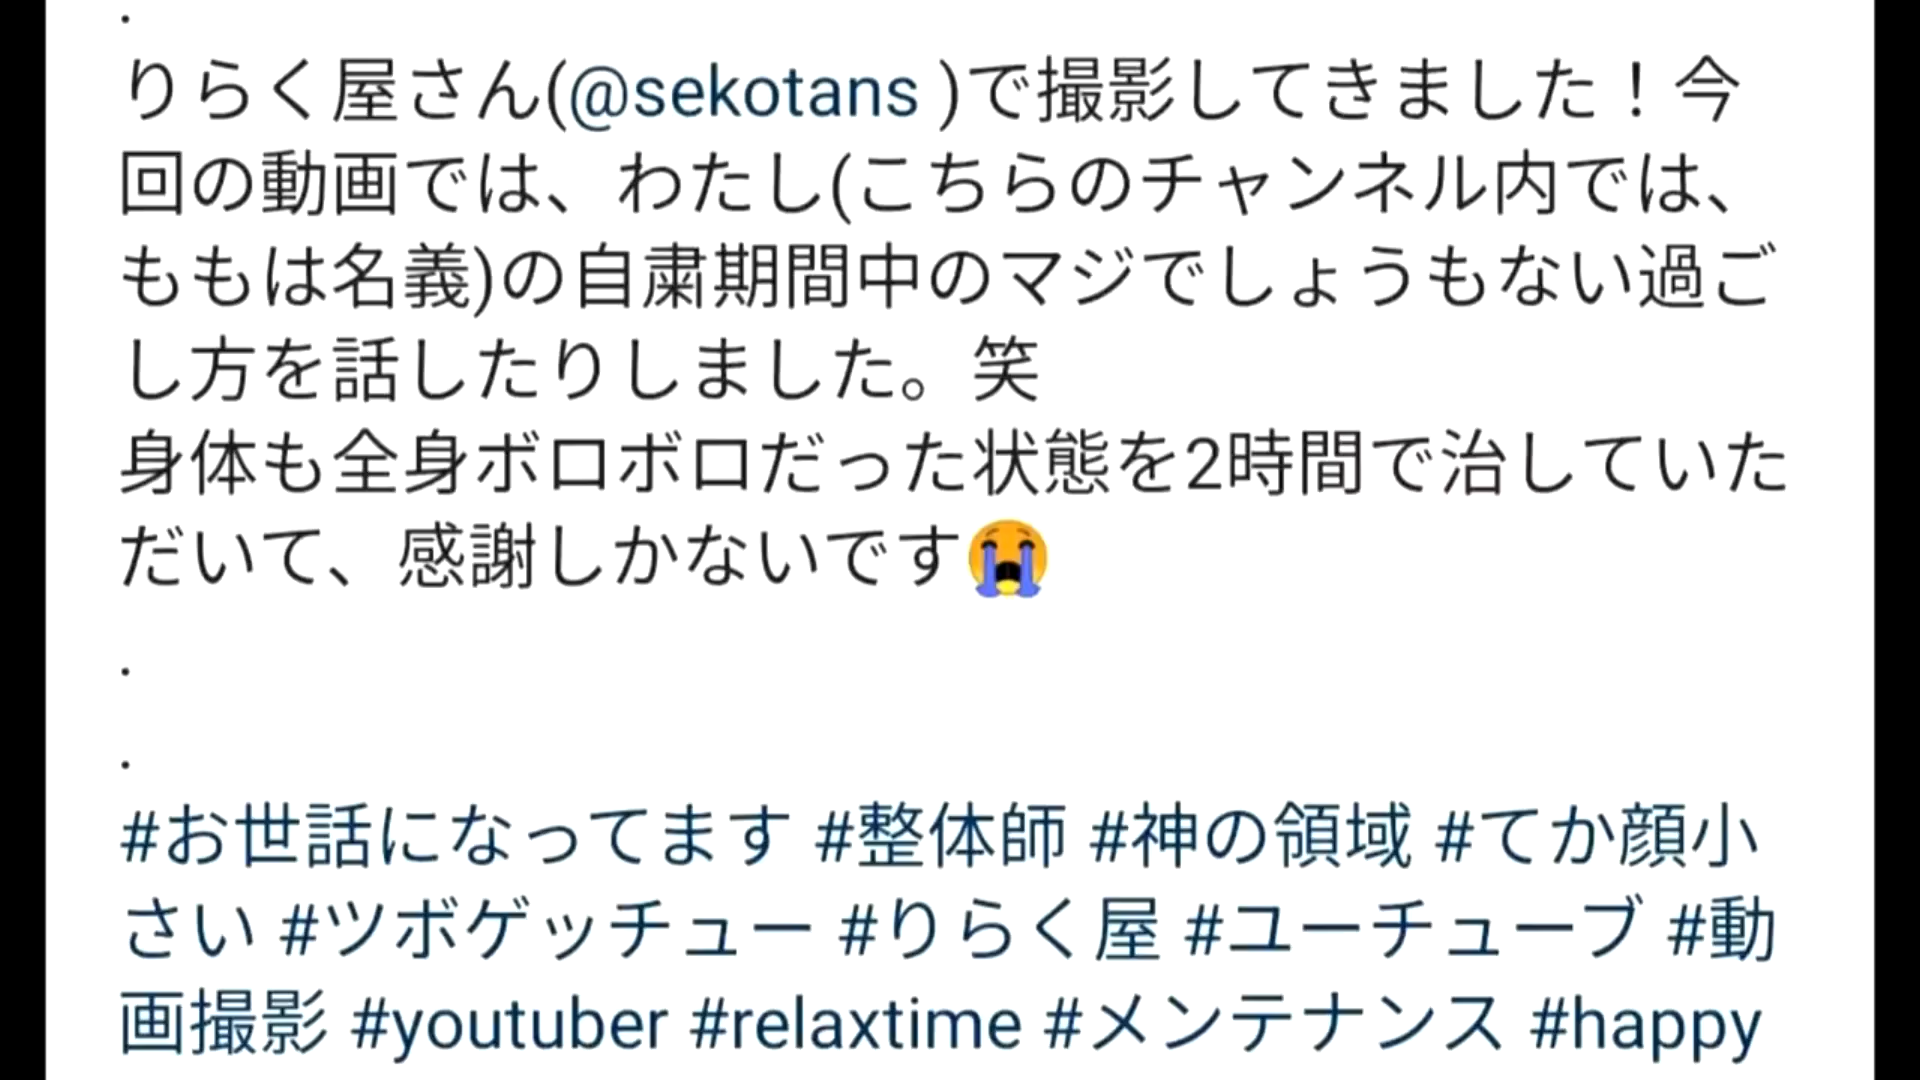 .
りらく屋さん(@sekotans )で撮影してきました！今
回の動画では、わたし(こちらのチャンネル内では、
ももは名義)の自粛期間中のマジでしょうもない過ご
し方を話したりしました。笑
身体も全身ボロボロだった状態を2時間で治していた
だいて、感謝しかないです😭
.
.
#お世話になってます #整体師 #神の領域 #てか顔小
さい #ツボゲッチュー #りらく屋 #ユーチューブ #動
画撮影 #youtuber #relaxtime #メンテナンス #happy